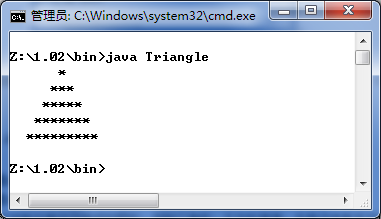 管理员: C:\Windows\system32\cmd.exe
Z:\1.02\bin>java Triangle
      *
     ***
    *****
   *******
  *********
Z:\1.02\bin>